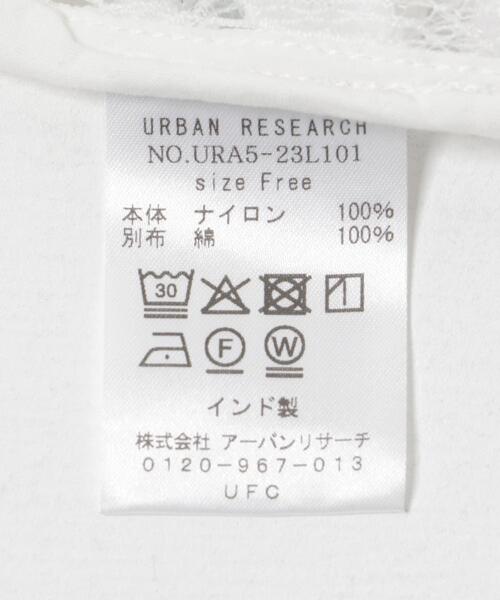 URBAN RESEARCH
NO.URA5-23L101
size Free
本体 ナイロン 100%
別布 綿 100%
30
F W
インド製
株式会社 アーバンリサーチ
0120-967-013
UFC